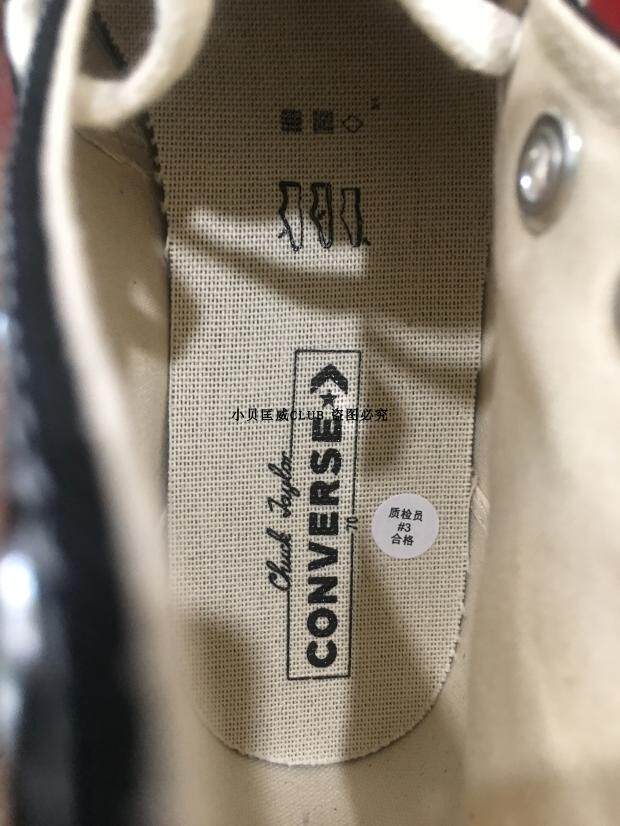 小贝匡威CLUB 盗图必究
Chuck Taylor
CONVERSE
70
质检员
#3
合格